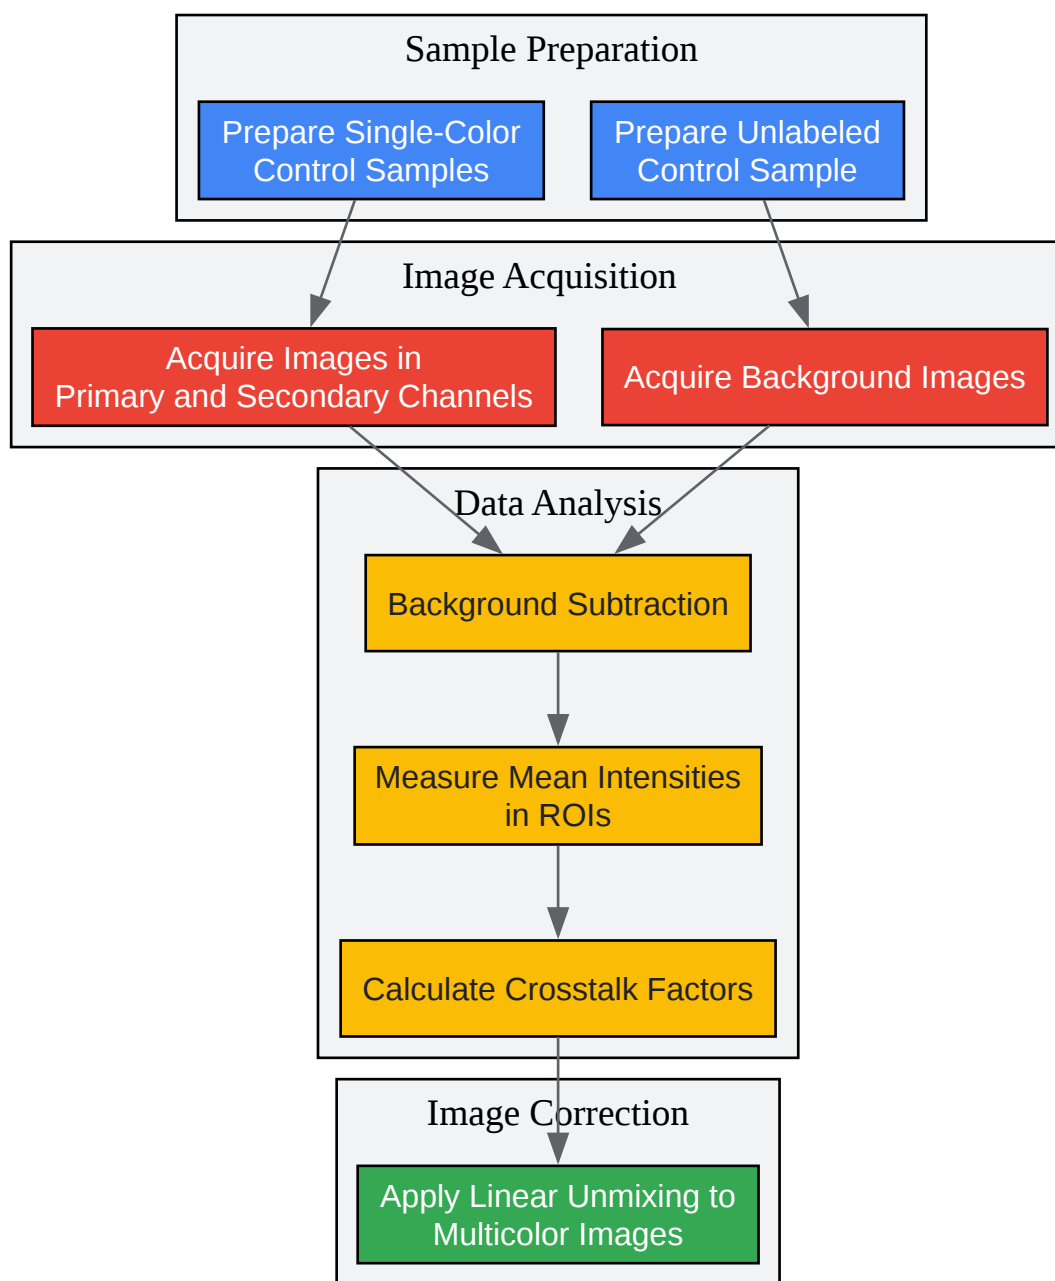 Sample Preparation
Prepare Single-Color
Control Samples
Prepare Unlabeled
Control Sample
Image Acquisition
Acquire Images in
Primary and Secondary Channels
Acquire Background Images
Data Analysis
Background Subtraction
Measure Mean Intensities
in ROIs
Calculate Crosstalk Factors
Image Correction
Apply Linear Unmixing to
Multicolor Images